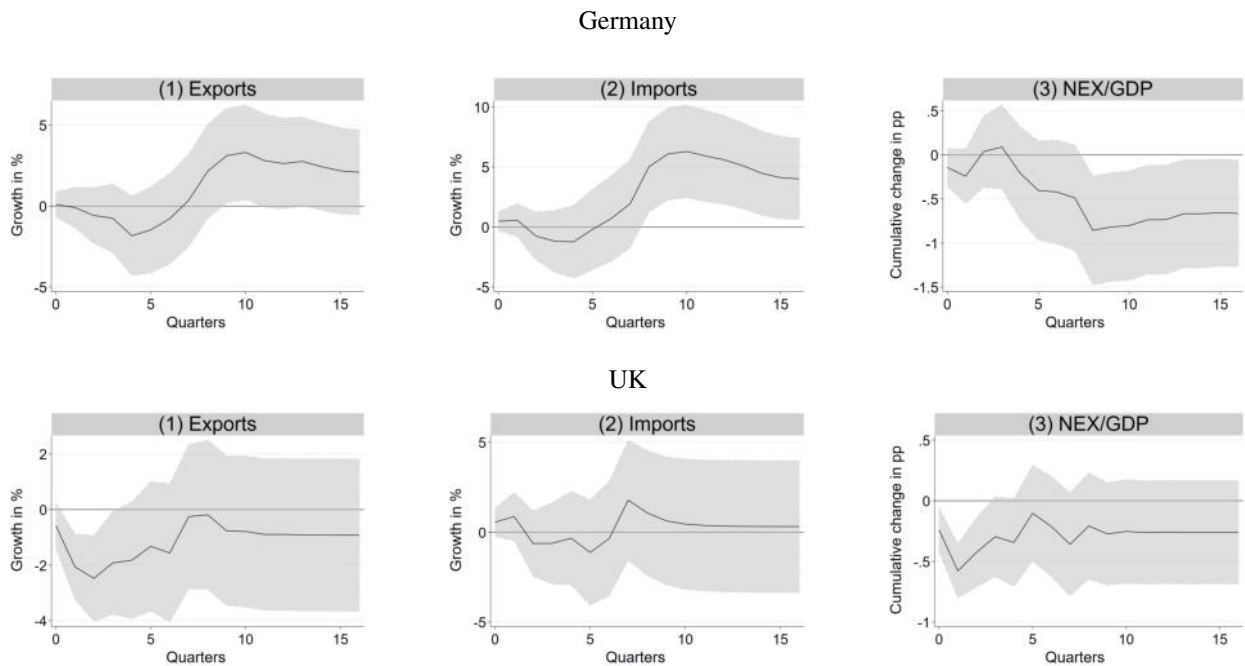 Germany
(1) Exports
Growth in %
5
0
-5
0 5 10 15
Quarters
(2) Imports
Growth in %
10
5
0
-5
0 5 10 15
Quarters
(3) NEX/GDP
Cumulative change in pp
.5
0
-.5
-1
-1.5
0 5 10 15
Quarters
UK
(1) Exports
Growth in %
2
0
-2
-4
0 5 10 15
Quarters
(2) Imports
Growth in %
5
0
-5
0 5 10 15
Quarters
(3) NEX/GDP
Cumulative change in pp
.5
0
-.5
-1
0 5 10 15
Quarters